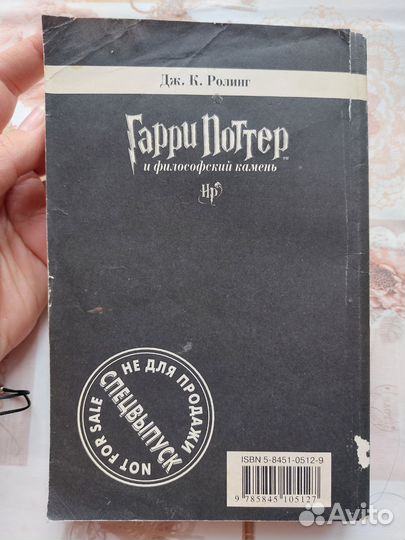 Дж. К. Ролинг
Гарри Поттер
и философский камень
HP
НЕ ДЛЯ ПРОДАЖИ
СПЕЦВЫПУСК
NOT FOR SALE
ISBN 5-8451-0512-9
9 785845 105127
Avito